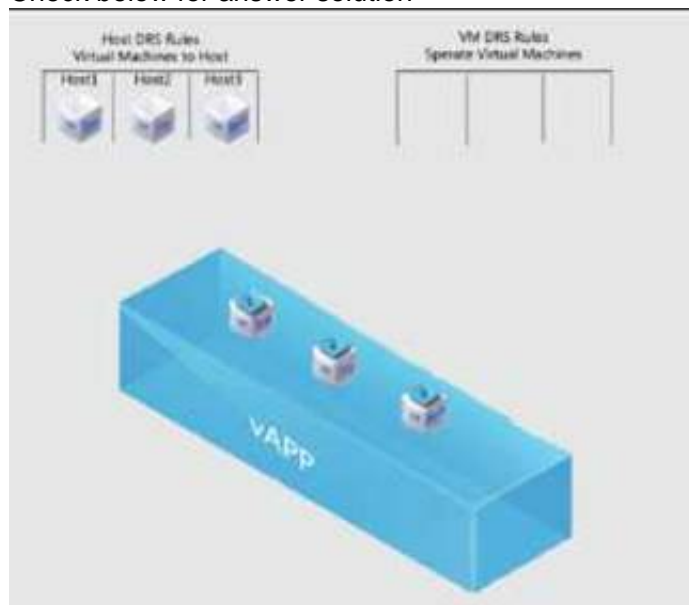 Check below for answer solution
Host DRS Rules
Virtual Machines to Host
Host1 Host2 Host3
VM DRS Rules
Sperate Virtual Machines
vAPP